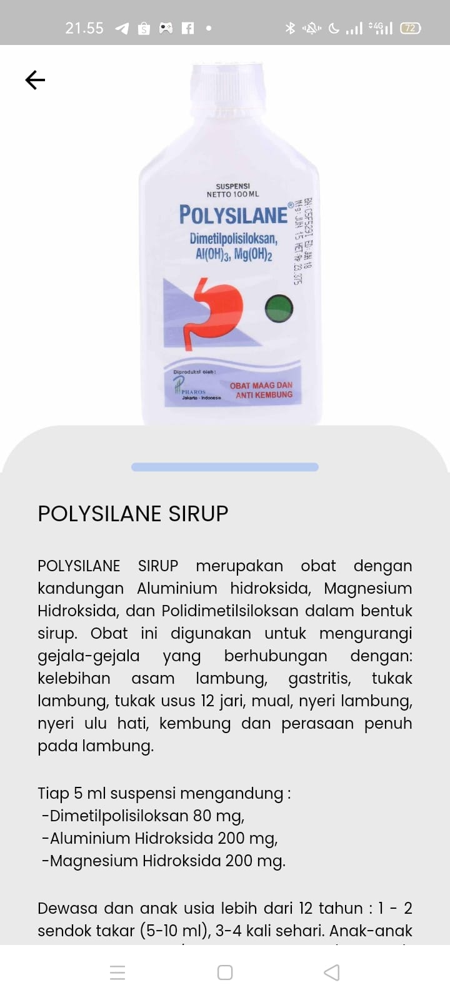 21.55
4G
72
SUSPENSI
NETTO 100 ML
POLYSILANE®
Dimetilpolisiloksan,
Al(OH)3, Mg(OH)2
BN:C5F5291 ED:JUN 18
Mfg:JUN 15 HET:Rp.23.375
Diproduksi oleh:
PHAROS
Jakarta - Indonesia
OBAT MAAG DAN
ANTI KEMBUNG
POLYSILANE SIRUP
POLYSILANE SIRUP merupakan obat dengan
kandungan Aluminium hidroksida, Magnesium
Hidroksida, dan Polidimetilsiloksan dalam bentuk
sirup. Obat ini digunakan untuk mengurangi
gejala-gejala yang berhubungan dengan:
kelebihan asam lambung, gastritis, tukak
lambung, tukak usus 12 jari, mual, nyeri lambung,
nyeri ulu hati, kembung dan perasaan penuh
pada lambung.
Tiap 5 ml suspensi mengandung :
-Dimetilpolisiloksan 80 mg,
-Aluminium Hidroksida 200 mg,
-Magnesium Hidroksida 200 mg.
Dewasa dan anak usia lebih dari 12 tahun : 1 - 2
sendok takar (5-10 ml), 3-4 kali sehari. Anak-anak